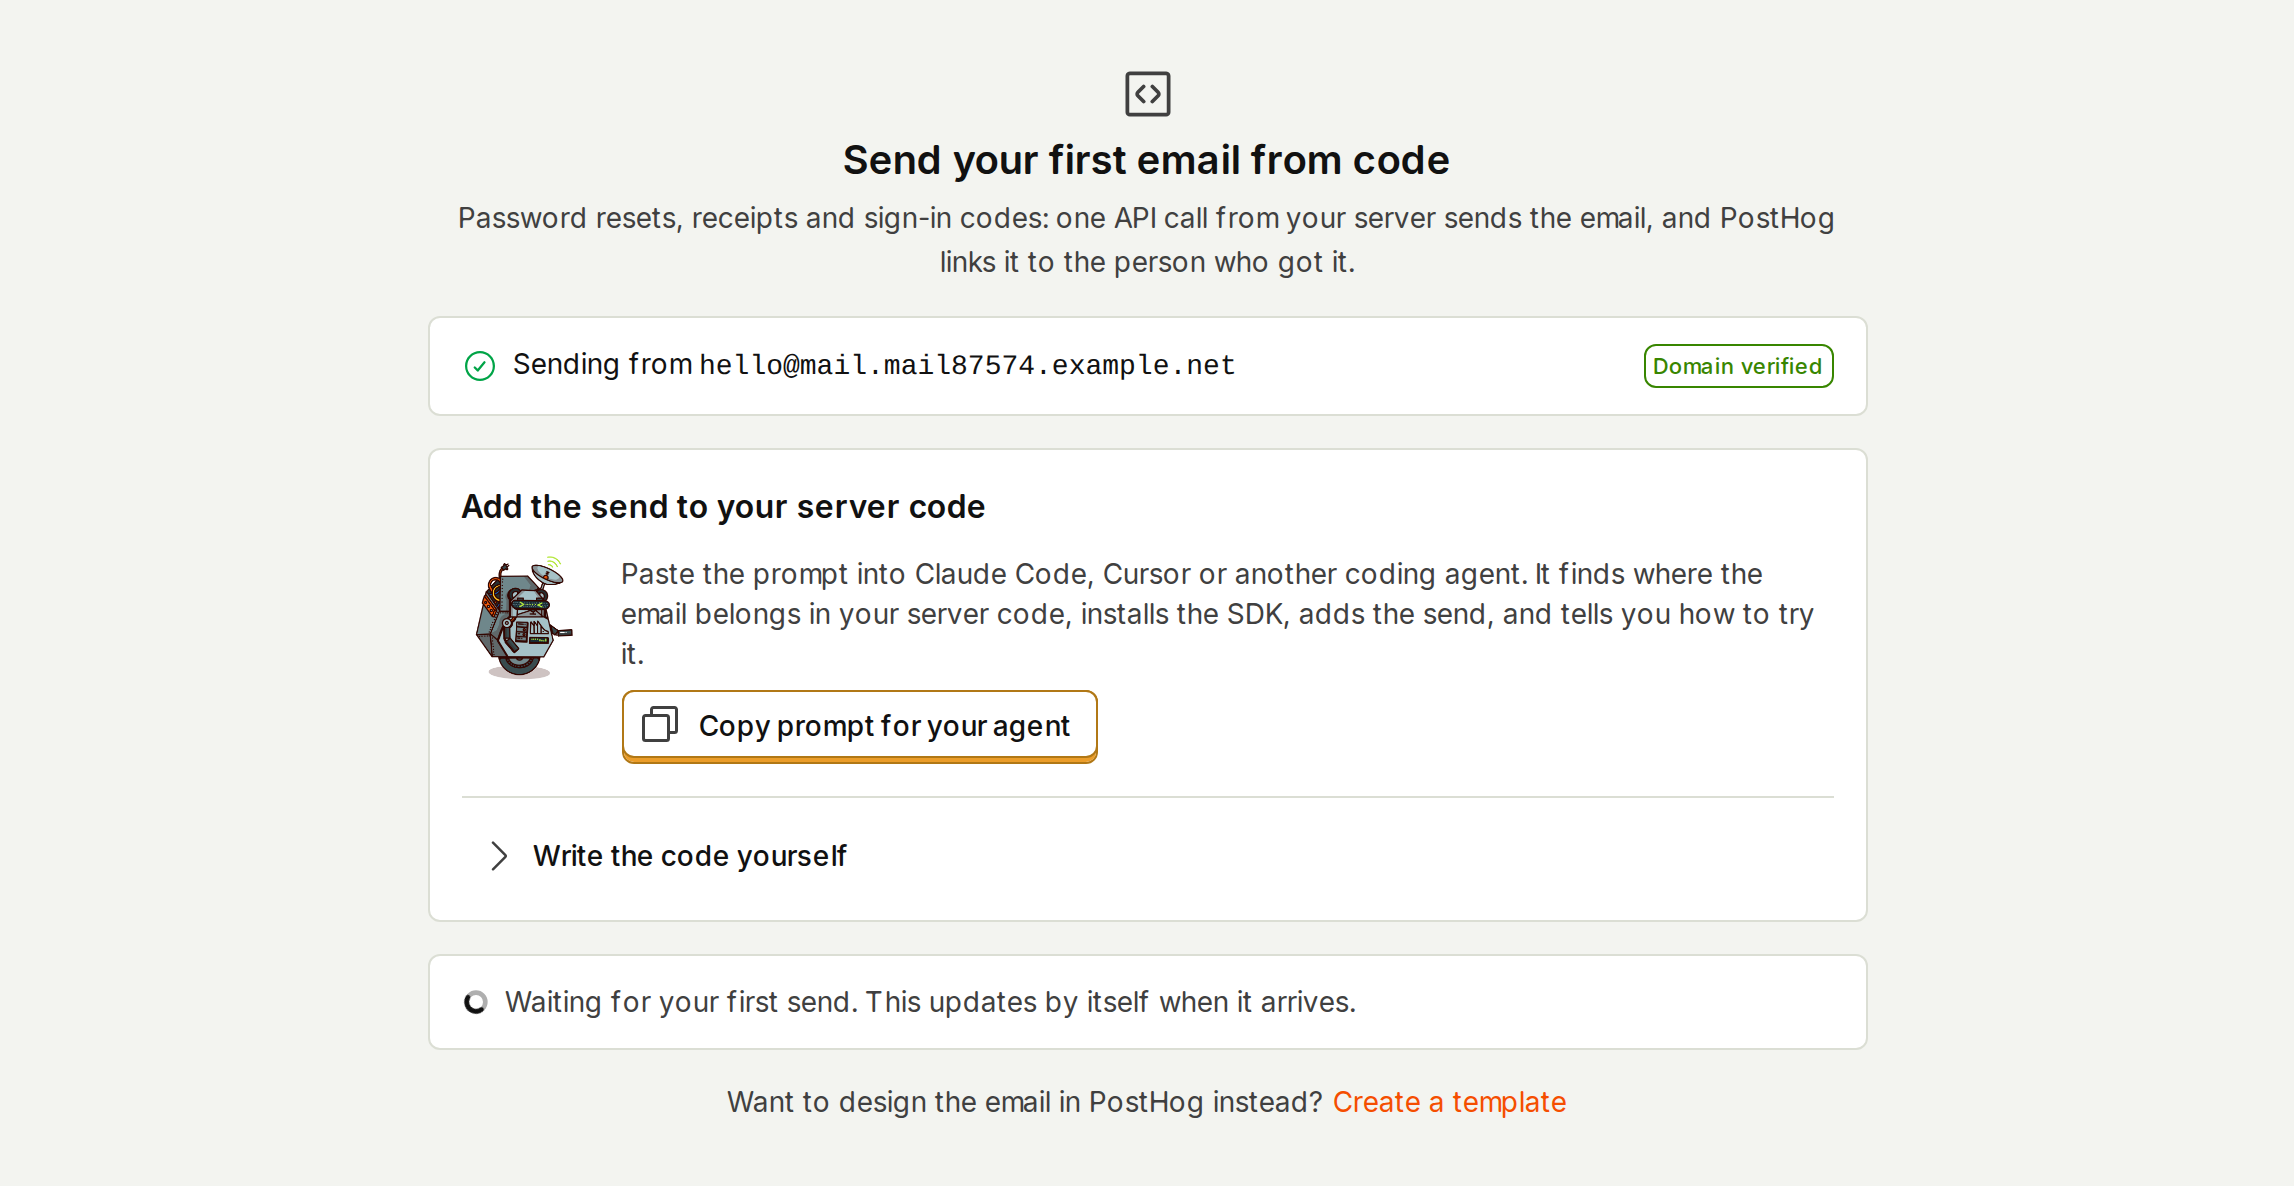 Send your first email from code
Password resets, receipts and sign-in codes: one API call from your server sends the email, and PostHog
links it to the person who got it.
Sending from hello@mail.mail87574.example.net
Domain verified
Add the send to your server code
Paste the prompt into Claude Code, Cursor or another coding agent. It finds where the
email belongs in your server code, installs the SDK, adds the send, and tells you how to try
it.
Copy prompt for your agent
Write the code yourself
Waiting for your first send. This updates by itself when it arrives.
Want to design the email in PostHog instead? Create a template